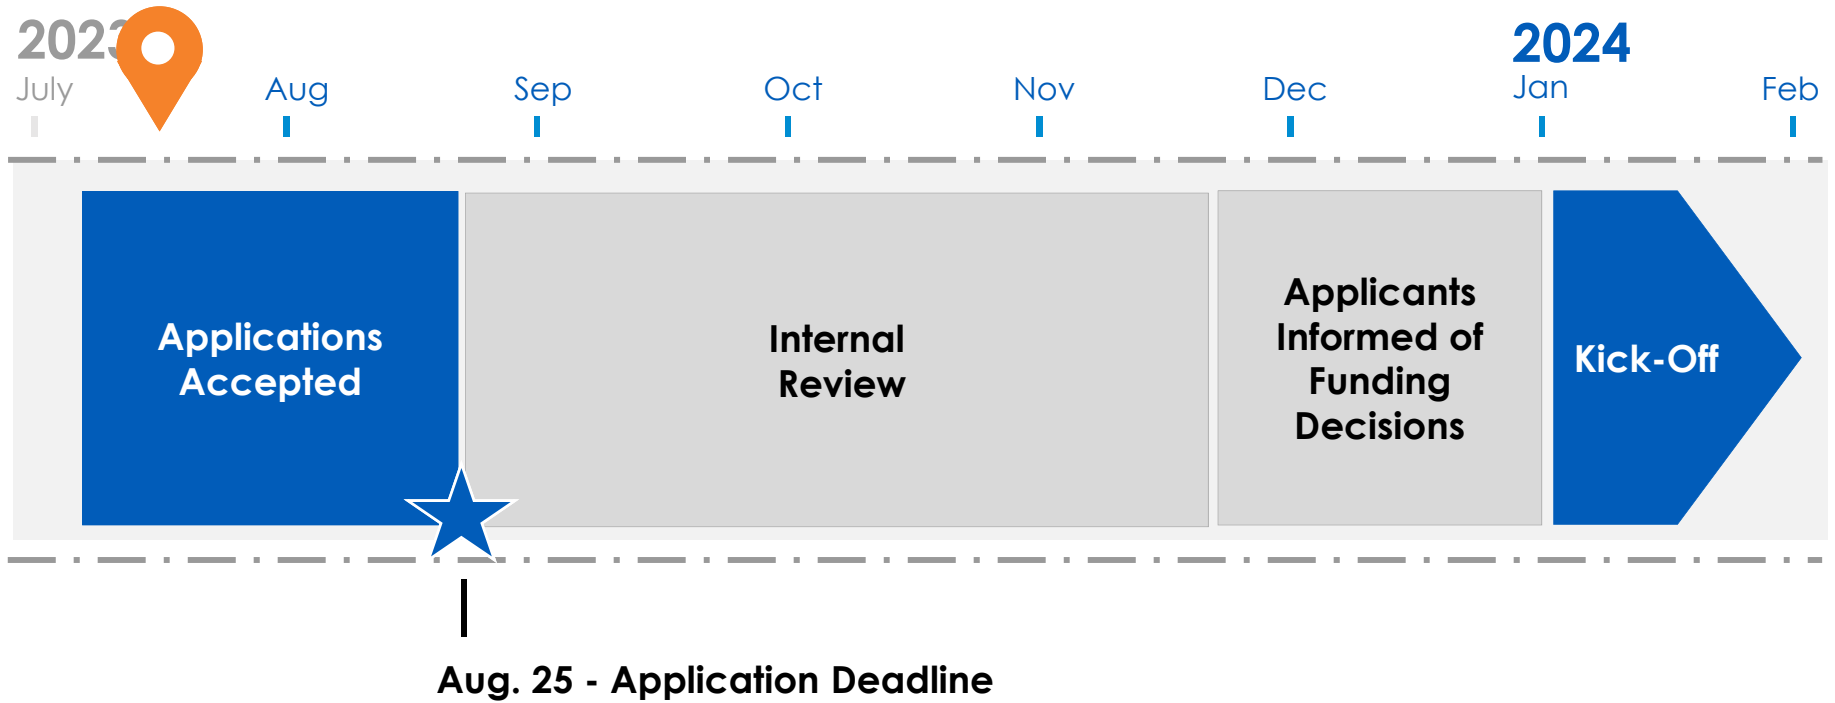 2023
July
Aug
Sep
Oct
Nov
Dec
2024
Jan
Feb
Applications
Accepted
Internal
Review
Applicants
Informed of
Funding
Decisions
Kick-Off
Aug. 25 - Application Deadline